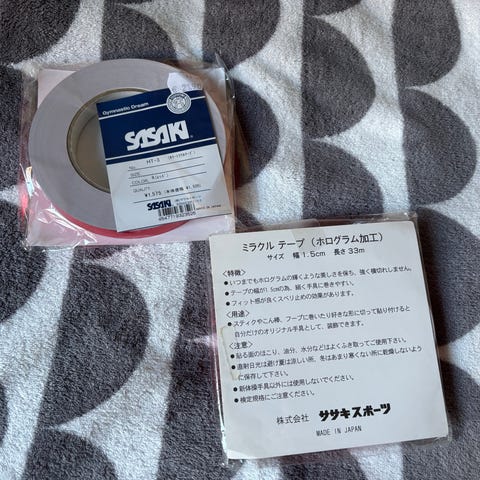 Gymnastic Dream
SASAKI
No. HT-3
SIZE
COLOR R
QUALITY
¥1,575
SASAKI
MADE IN JAPAN
ミラクル テープ (ホログラム加工)
サイズ 幅1.5cm 長さ33m
<特徴>
●いつまでもホログラムの輝くような美しさを保ち、強く横切れしません。
●テープの幅が1.5cmの為、細く手具に巻きやすい。
●フィット感が良くスベリ止めの効果があります。
<用途>
●スティクやこん棒、フープに巻いたり好きな形に切って貼り付けると
自分だけのオリジナル手具として、装飾できます。
<注意>
●貼る面のほこり、油分、水分などはよくふき取ってご使用下さい。
●直射日光は避け夏は涼しい所、冬はあまり寒くない所に乾燥しないよう
に保存して下さい。
●新体操手具以外には使用しないでください。
●検定規格にご注意ください。
株式会社 ササキスポーツ
MADE IN JAPAN